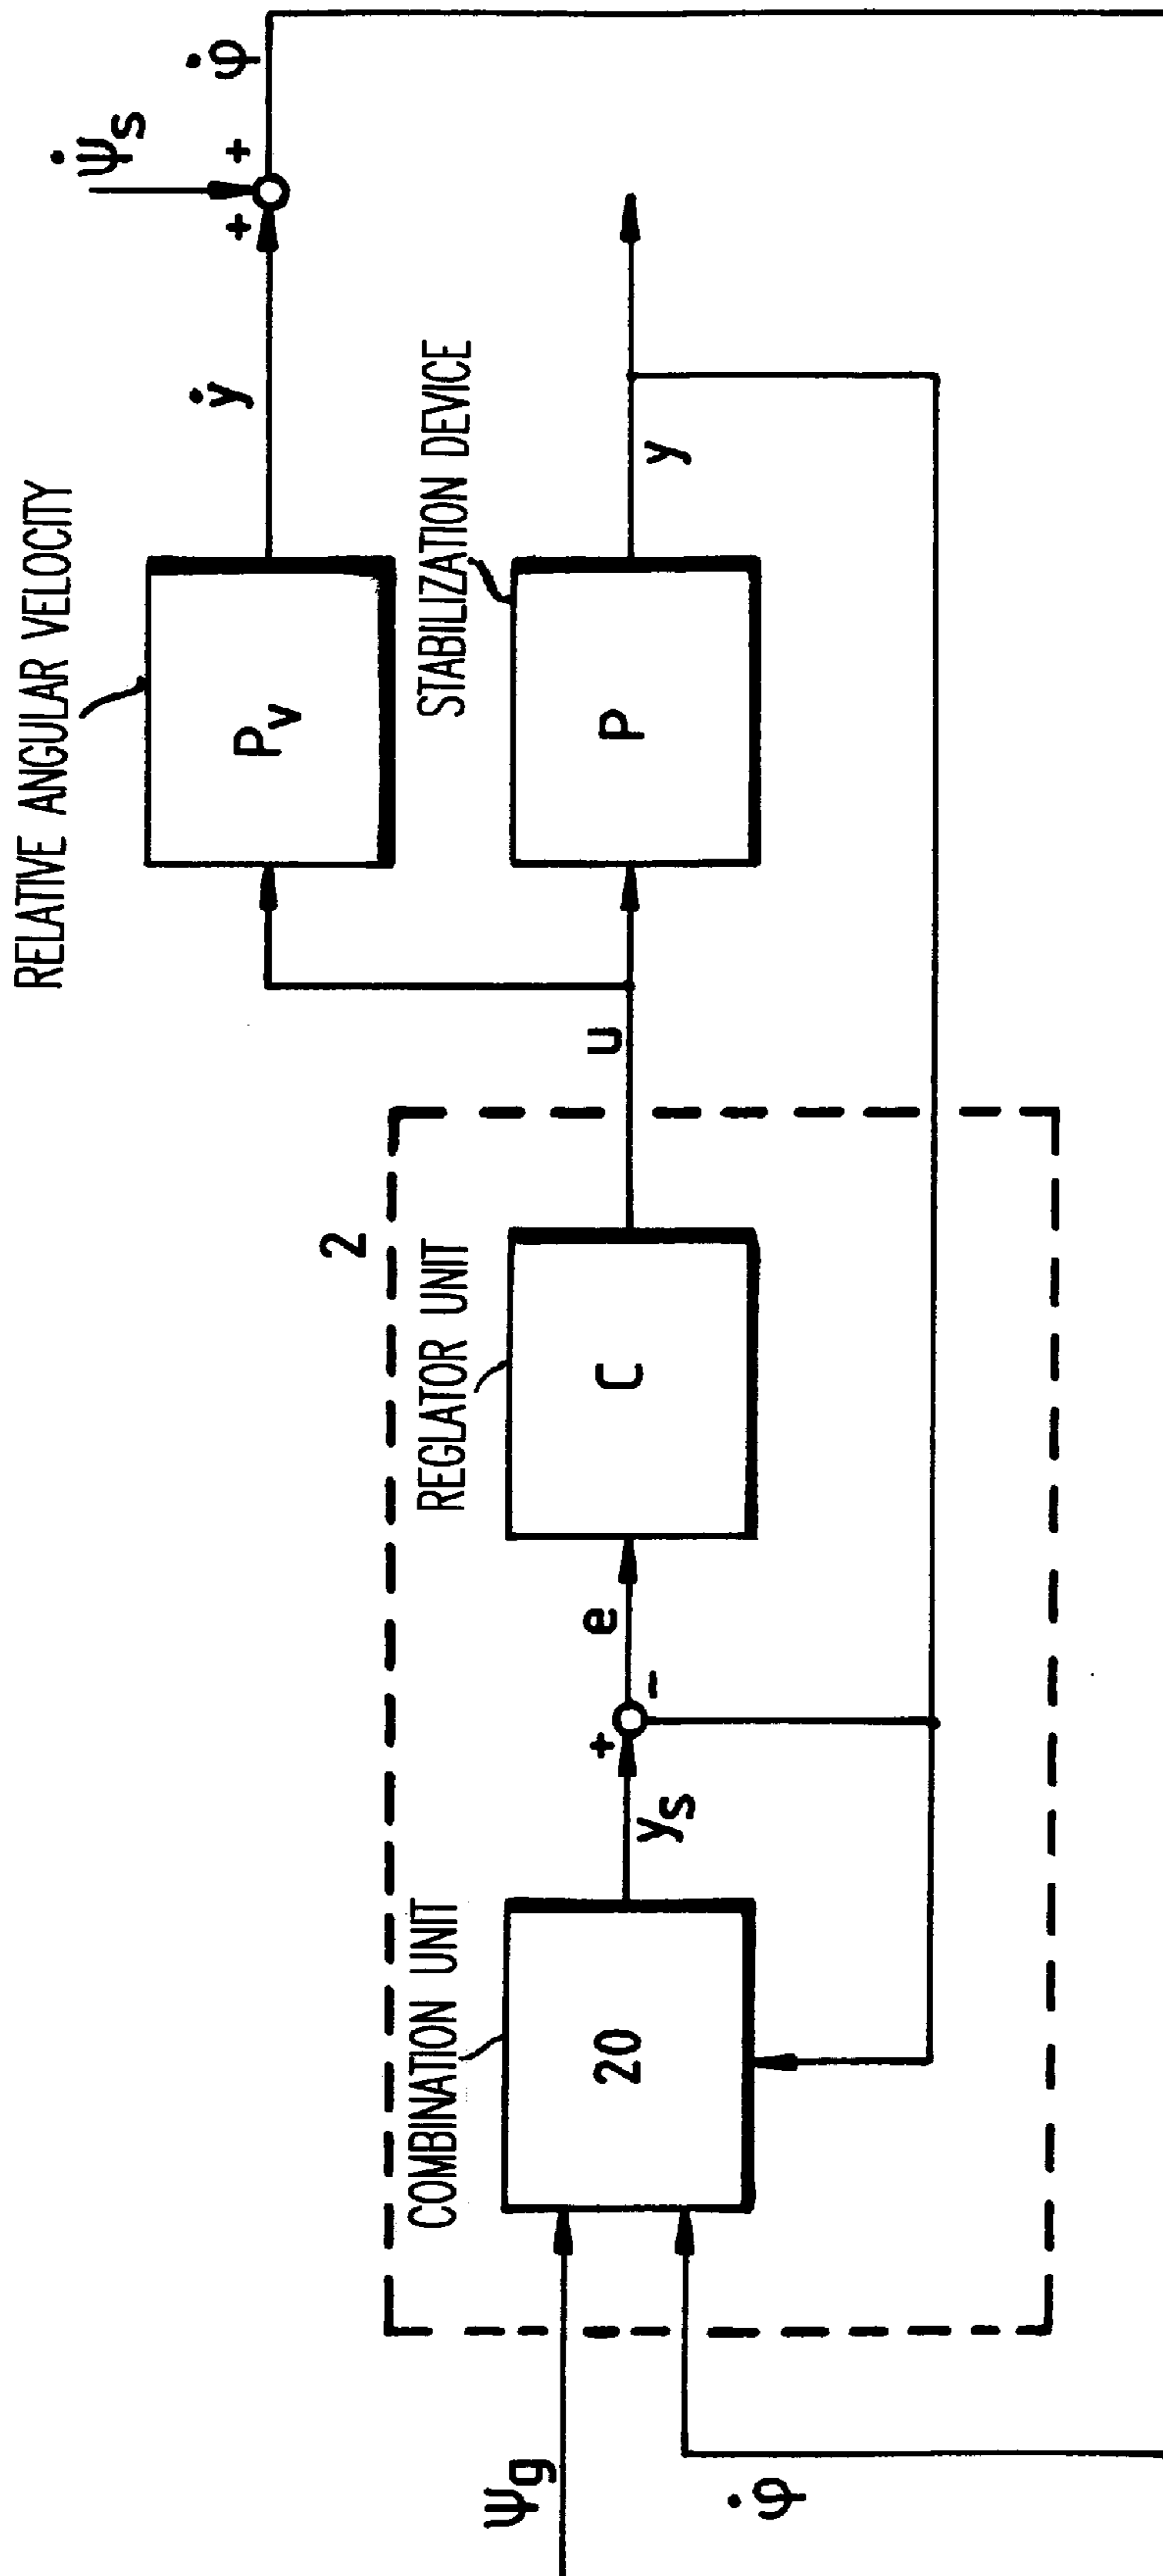 RELATIVE ANGULAR VELOCITY
ψ̇s
φ̇
+
+
ẏ
Pv
STABILIZATION DEVICE
P
y
u
2
REGLATOR UNIT
C
e
+
-
ys
COMBINATION UNIT
20
ψg
φ̇